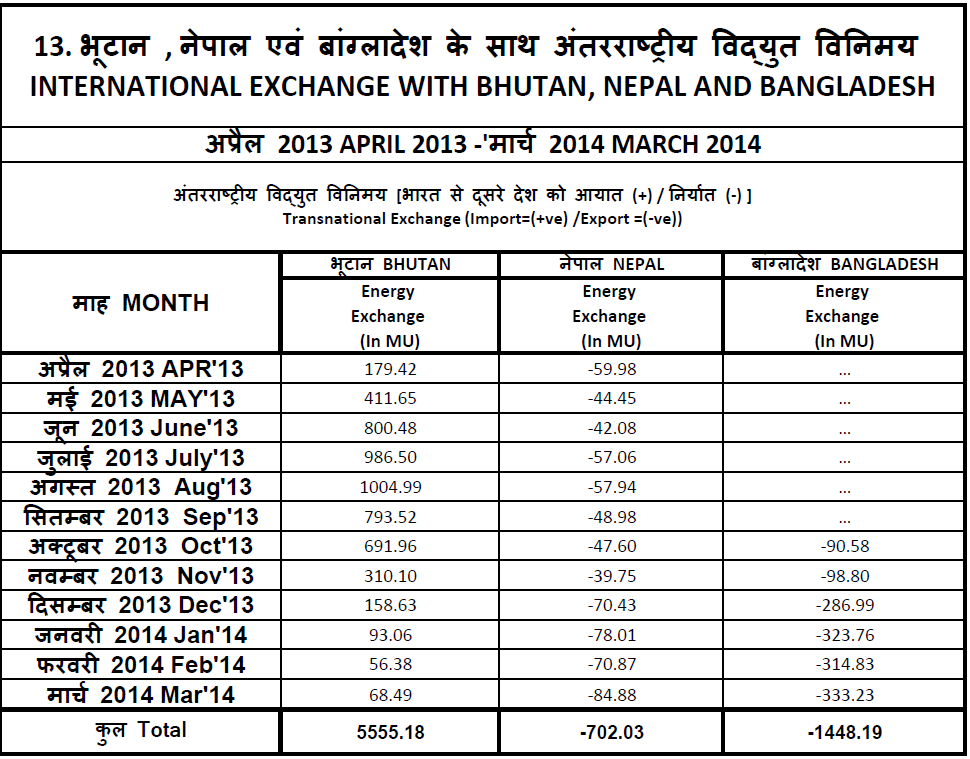 13. भूटान , नेपाल एवं बांग्लादेश के साथ अंतरराष्ट्रीय विद्युत विनिमय
INTERNATIONAL EXCHANGE WITH BHUTAN, NEPAL AND BANGLADESH
अप्रैल 2013 APRIL 2013 -'मार्च 2014 MARCH 2014
अंतरराष्ट्रीय विद्युत विनिमय [भारत से दूसरे देश को आयात (+) / निर्यात (-) ]
Transnational Exchange (Import=(+ve) /Export =(-ve))
माह MONTH भूटान BHUTAN नेपाल NEPAL बाग्लादेश BANGLADESH
Energy Energy Energy
Exchange Exchange Exchange
(In MU) (In MU) (In MU)
अप्रैल 2013 APR'13 179.42 -59.98 ...
मई 2013 MAY'13 411.65 -44.45 ...
जून 2013 June'13 800.48 -42.08 ...
जुलाई 2013 July'13 986.50 -57.06 ...
अगस्त 2013 Aug'13 1004.99 -57.94 ...
सितम्बर 2013 Sep'13 793.52 -48.98 ...
अक्टूबर 2013 Oct'13 691.96 -47.60 -90.58
नवम्बर 2013 Nov'13 310.10 -39.75 -98.80
दिसम्बर 2013 Dec'13 158.63 -70.43 -286.99
जनवरी 2014 Jan'14 93.06 -78.01 -323.76
फरवरी 2014 Feb'14 56.38 -70.87 -314.83
मार्च 2014 Mar'14 68.49 -84.88 -333.23
कुल Total 5555.18 -702.03 -1448.19